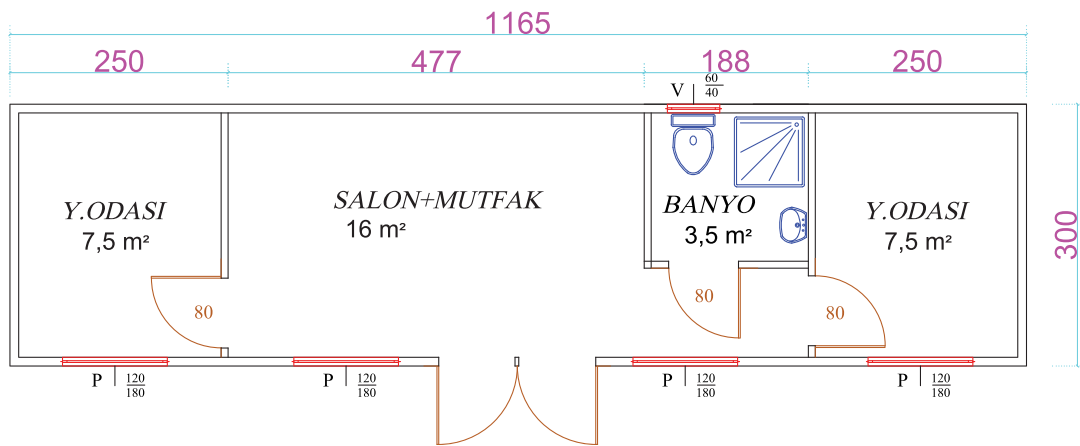 1165
250
477
188
250
V
60
40
Y.ODASI
7,5 m²
SALON+MUTFAK
16 m²
BANYO
3,5 m²
Y.ODASI
7,5 m²
300
80
80
80
P
120
180
P
120
180
P
120
180
P
120
180